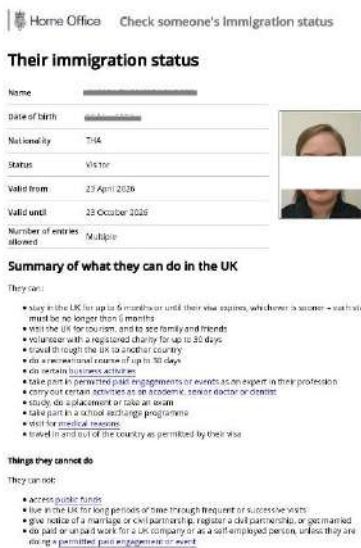 Home Office Check someone's immigration status
Their immigration status
Name
Date of birth
Nationality THA
Status Visitor
Valid from 23 April 2026
Valid until 23 October 2026
Number of entries allowed Multiple
Summary of what they can do in the UK
They can:
• stay in the UK for up to 6 months or until their visa expires, whichever is sooner – each
must be no longer than 6 months
• visit the UK for tourism, and to see family and friends
• volunteer with a registered charity for up to 30 days
• travel through the UK to another country
• do a recreational course of up to 30 days
• do certain business activities
• take part in permitted paid engagements or events as an expert in their profession
• carry out certain activities as an academic, senior doctor or dentist
• study, do a placement or take an exam
• take part in a school exchange programme
• visit for medical reasons
• travel in and out of the country as permitted by their visa
Things they cannot do
They cannot:
• access public funds
• live in the UK for long periods of time through frequent or successive visits
• give notice of a marriage or civil partnership, register a civil partnership, or get married
• do paid or unpaid work for a UK company or as a self-employed person, unless they are
doing a permitted paid engagement or event